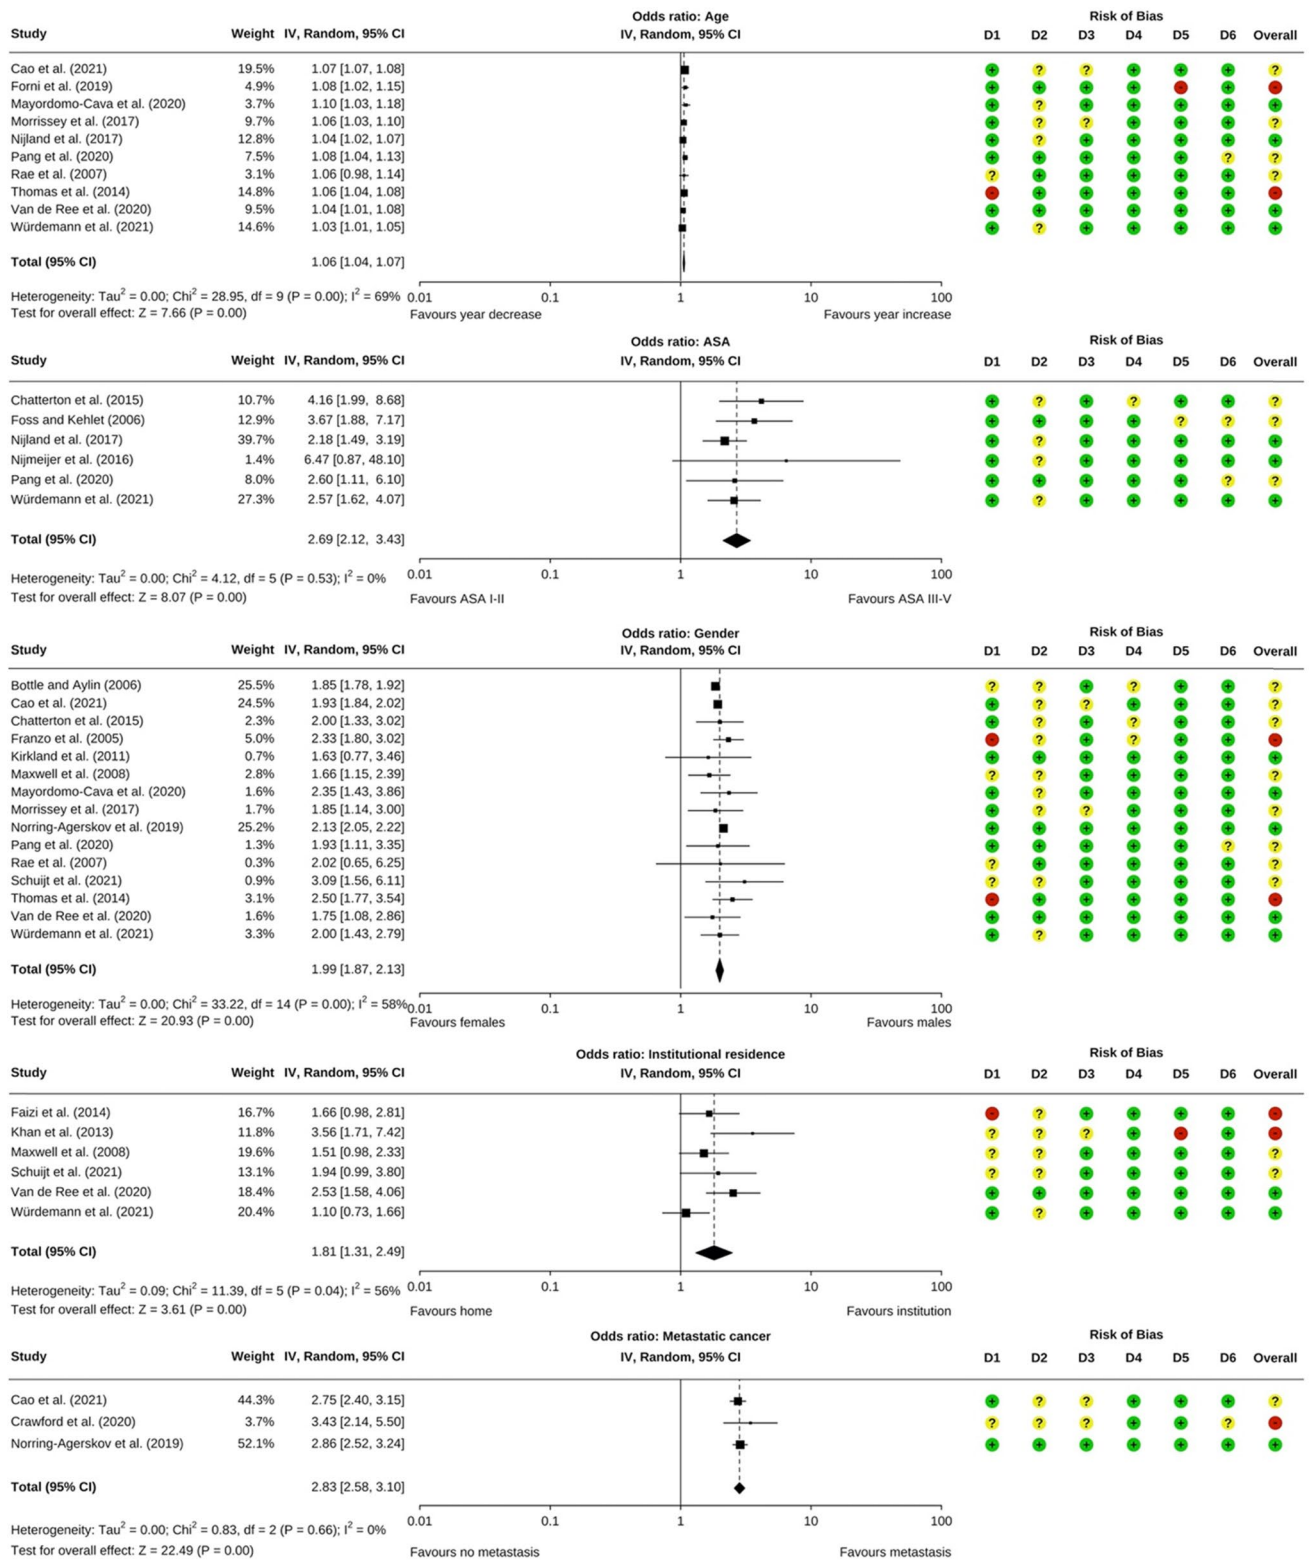 Odds ratio: Age Risk of Bias
Study Weight IV, Random, 95% CI IV, Random, 95% CI D1 D2 D3 D4 D5 D6 Overall
Cao et al. (2021) 19.5% 1.07 [1.07, 1.08] + ? ? + + + ?
Forni et al. (2019) 4.9% 1.08 [1.02, 1.15] + + + + - + -
Mayordomo-Cava et al. (2020) 3.7% 1.10 [1.03, 1.18] + ? + + + + +
Morrissey et al. (2017) 9.7% 1.06 [1.03, 1.10] + ? ? + + + ?
Nijland et al. (2017) 12.8% 1.04 [1.02, 1.07] + ? + + + + +
Pang et al. (2020) 7.5% 1.08 [1.04, 1.13] + + + + + ? ?
Rae et al. (2007) 3.1% 1.06 [0.98, 1.14] ? + + + + + ?
Thomas et al. (2014) 14.8% 1.06 [1.04, 1.08] - + + + + + -
Van de Ree et al. (2020) 9.5% 1.04 [1.01, 1.08] + + + + + + +
Würdemann et al. (2021) 14.6% 1.03 [1.01, 1.05] + ? + + + + +
Total (95% CI) 1.06 [1.04, 1.07]
Heterogeneity: Tau² = 0.00; Chi² = 28.95, df = 9 (P = 0.00); I² = 69% 0.01 0.1 1 10 100
Test for overall effect: Z = 7.66 (P = 0.00) Favours year decrease Favours year increase
Odds ratio: ASA Risk of Bias
Study Weight IV, Random, 95% CI IV, Random, 95% CI D1 D2 D3 D4 D5 D6 Overall
Chatterton et al. (2015) 10.7% 4.16 [1.99, 8.68] + ? + ? + + ?
Foss and Kehlet (2006) 12.9% 3.67 [1.88, 7.17] + + + + ? ? ?
Nijland et al. (2017) 39.7% 2.18 [1.49, 3.19] + ? + + + + +
Nijmeijer et al. (2016) 1.4% 6.47 [0.87, 48.10] + ? + + + + +
Pang et al. (2020) 8.0% 2.60 [1.11, 6.10] + + + + + ? ?
Würdemann et al. (2021) 27.3% 2.57 [1.62, 4.07] + ? + + + + +
Total (95% CI) 2.69 [2.12, 3.43]
0.01 0.1 1 10 100
Heterogeneity: Tau² = 0.00; Chi² = 4.12, df = 5 (P = 0.53); I² = 0%
Test for overall effect: Z = 8.07 (P = 0.00) Favours ASA I-II Favours ASA III-V
Odds ratio: Gender Risk of Bias
Study Weight IV, Random, 95% CI IV, Random, 95% CI D1 D2 D3 D4 D5 D6 Overall
Bottle and Aylin (2006) 25.5% 1.85 [1.78, 1.92] ? ? + ? + + ?
Cao et al. (2021) 24.5% 1.93 [1.84, 2.02] + ? ? + + + ?
Chatterton et al. (2015) 2.3% 2.00 [1.33, 3.02] + ? + ? + + ?
Franzo et al. (2005) 5.0% 2.33 [1.80, 3.02] - ? + ? + + -
Kirkland et al. (2011) 0.7% 1.63 [0.77, 3.46] + + + + + + +
Maxwell et al. (2008) 2.8% 1.66 [1.15, 2.39] ? ? + + + + ?
Mayordomo-Cava et al. (2020) 1.6% 2.35 [1.43, 3.86] + ? + + + + +
Morrissey et al. (2017) 1.7% 1.85 [1.14, 3.00] + ? ? + + + ?
Norring-Agerskov et al. (2019) 25.2% 2.13 [2.05, 2.22] + + + + + + +
Pang et al. (2020) 1.3% 1.93 [1.11, 3.35] + + + + + ? ?
Rae et al. (2007) 0.3% 2.02 [0.65, 6.25] ? + + + + + ?
Schuijt et al. (2021) 0.9% 3.09 [1.56, 6.11] ? ? + + + + ?
Thomas et al. (2014) 3.1% 2.50 [1.77, 3.54] - + + + + + -
Van de Ree et al. (2020) 1.6% 1.75 [1.08, 2.86] + + + + + + +
Würdemann et al. (2021) 3.3% 2.00 [1.43, 2.79] + ? + + + + +
Total (95% CI) 1.99 [1.87, 2.13]
Heterogeneity: Tau² = 0.00; Chi² = 33.22, df = 14 (P = 0.00); I² = 58% 0.01 0.1 1 10 100
Test for overall effect: Z = 20.93 (P = 0.00) Favours females Favours males
Odds ratio: Institutional residence Risk of Bias
Study Weight IV, Random, 95% CI IV, Random, 95% CI D1 D2 D3 D4 D5 D6 Overall
Faizi et al. (2014) 16.7% 1.66 [0.98, 2.81] - ? + + + + -
Khan et al. (2013) 11.8% 3.56 [1.71, 7.42] ? ? ? + - + -
Maxwell et al. (2008) 19.6% 1.51 [0.98, 2.33] ? ? + + + + ?
Schuijt et al. (2021) 13.1% 1.94 [0.99, 3.80] ? ? + + + + ?
Van de Ree et al. (2020) 18.4% 2.53 [1.58, 4.06] + + + + + + +
Würdemann et al. (2021) 20.4% 1.10 [0.73, 1.66] + ? + + + + +
Total (95% CI) 1.81 [1.31, 2.49]
Heterogeneity: Tau² = 0.09; Chi² = 11.39, df = 5 (P = 0.04); I² = 56% 0.01 0.1 1 10 100
Test for overall effect: Z = 3.61 (P = 0.00) Favours home Favours institution
Odds ratio: Metastatic cancer Risk of Bias
Study Weight IV, Random, 95% CI IV, Random, 95% CI D1 D2 D3 D4 D5 D6 Overall
Cao et al. (2021) 44.3% 2.75 [2.40, 3.15] + ? ? + + + ?
Crawford et al. (2020) 3.7% 3.43 [2.14, 5.50] ? ? ? + + ? -
Norring-Agerskov et al. (2019) 52.1% 2.86 [2.52, 3.24] + + + + + + +
Total (95% CI) 2.83 [2.58, 3.10]
0.01 0.1 1 10 100
Heterogeneity: Tau² = 0.00; Chi² = 0.83, df = 2 (P = 0.66); I² = 0%
Test for overall effect: Z = 22.49 (P = 0.00) Favours no metastasis Favours metastasis